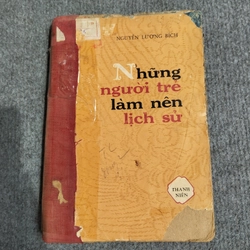 NGUYỄN LƯƠNG BÍCH
Những
người trẻ
làm nên
lịch sử
THANH
NIÊN